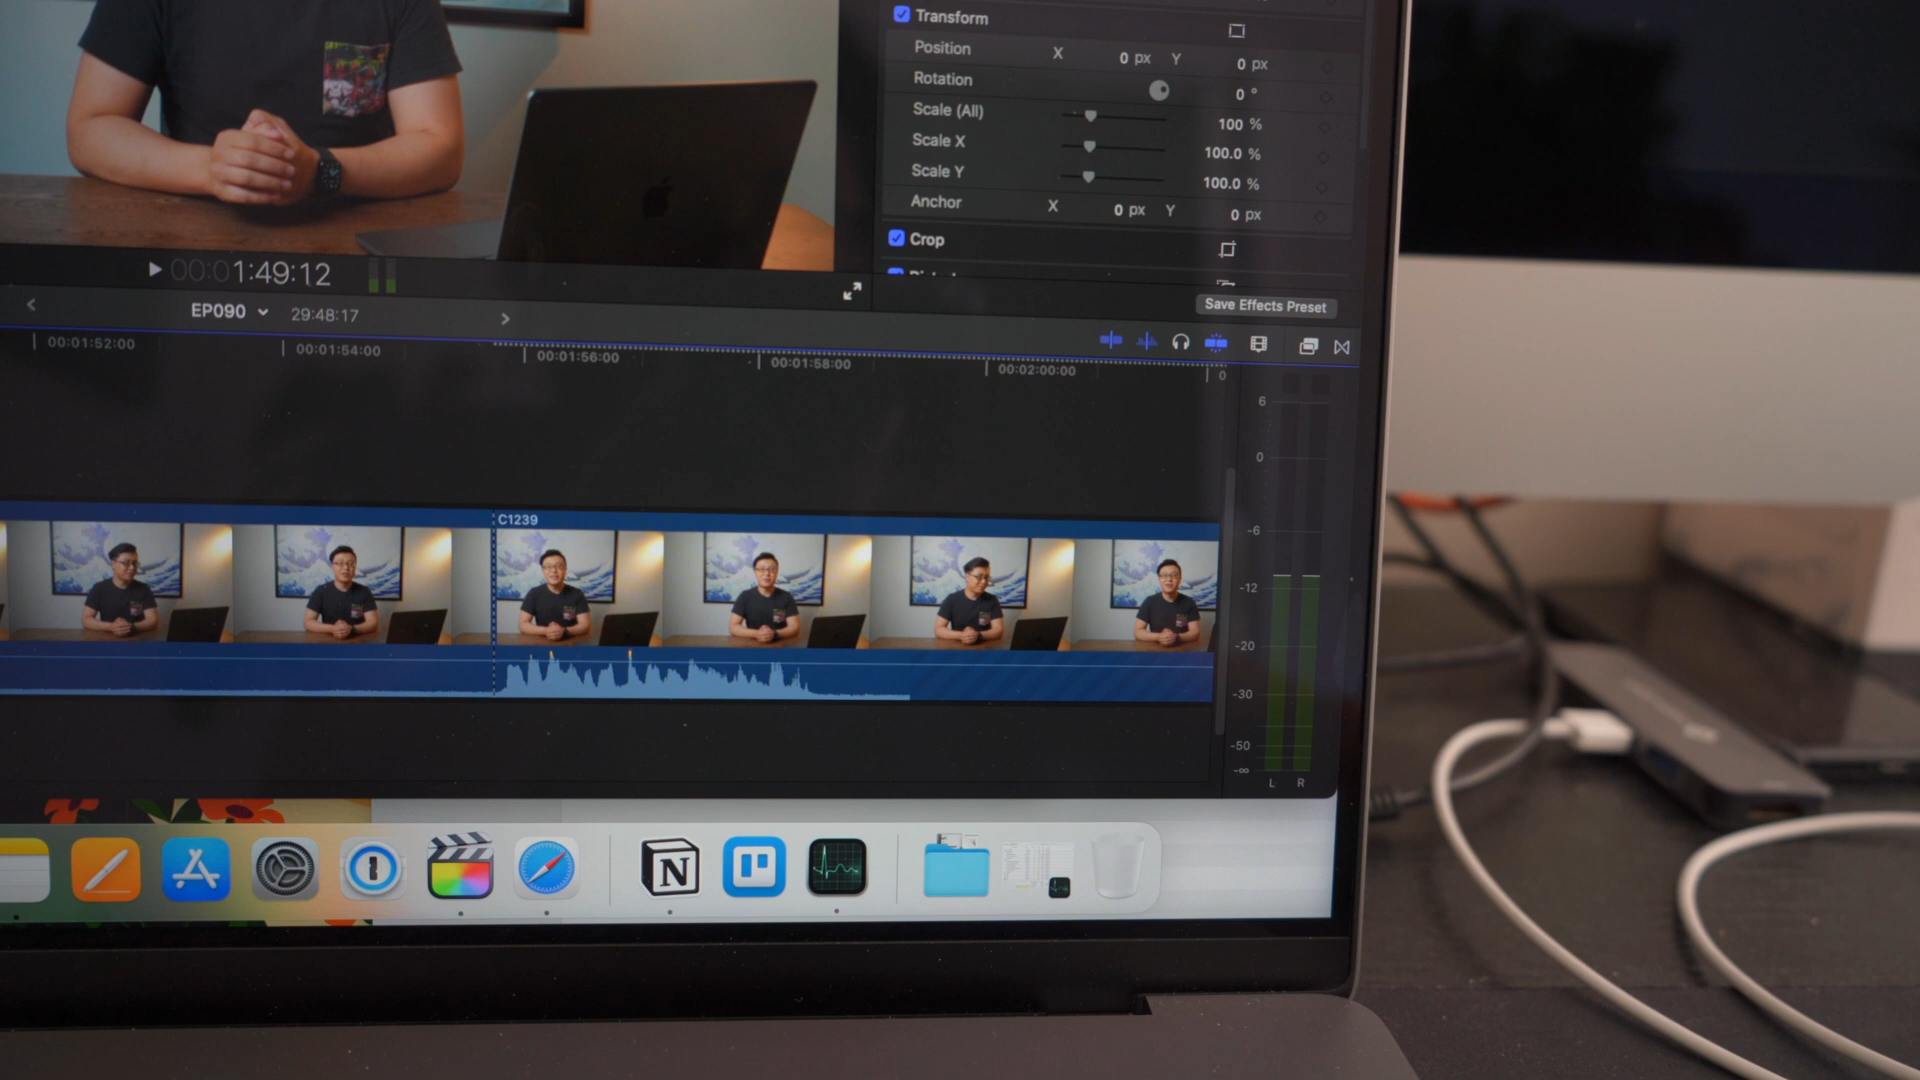 Transform
Position X 0 px Y 0 px
Rotation 0 °
Scale (All) 100 %
Scale X 100.0 %
Scale Y 100.0 %
Anchor X 0 px Y 0 px
Crop
00:01:49:12
Save Effects Preset
EP090 29:48:17
00:01:52:00 00:01:54:00 00:01:56:00 00:01:58:00 00:02:00:00 0
6
0
-6
-12
-20
-30
-50
-∞
L R
C1239
N